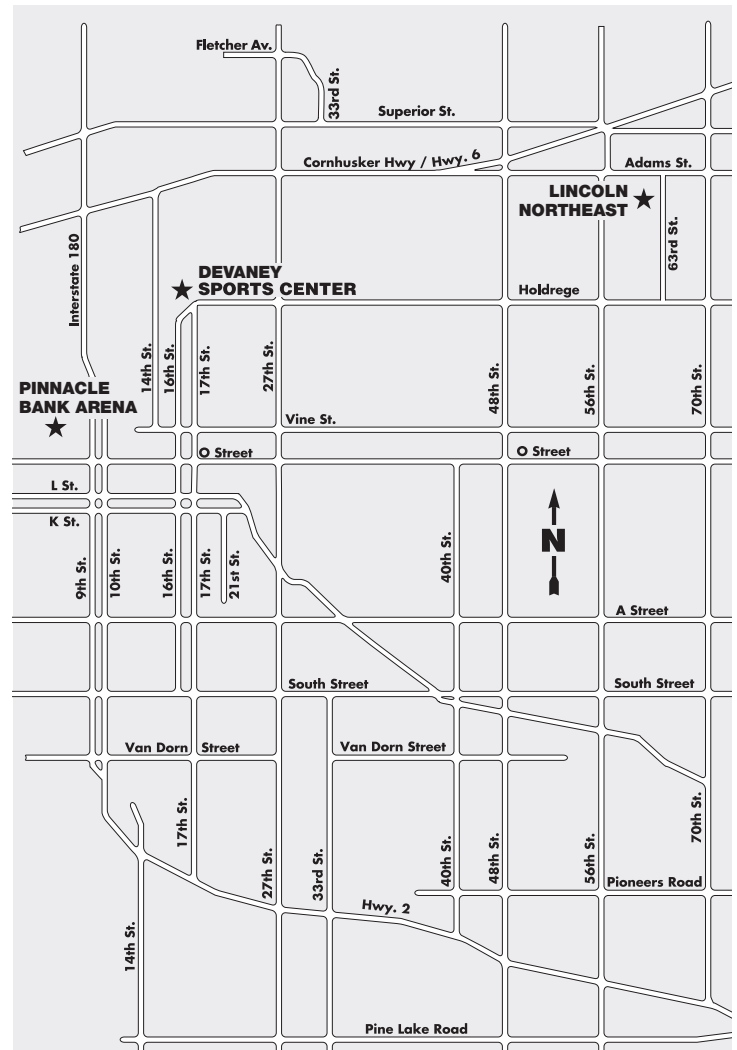 Fletcher Av.
33rd St.
Superior St.
Cornhusker Hwy / Hwy. 6
Adams St.
LINCOLN
NORTHEAST
63rd St.
Interstate 180
DEVANEY
SPORTS CENTER
Holdrege
14th St.
16th St.
17th St.
27th St.
48th St.
56th St.
70th St.
PINNACLE
BANK ARENA
Vine St.
O Street
O Street
L St.
K St.
N
9th St.
10th St.
16th St.
17th St.
21st St.
40th St.
A Street
South Street
South Street
Van Dorn Street
Van Dorn Street
17th St.
27th St.
33rd St.
40th St.
48th St.
56th St.
70th St.
Pioneers Road
Hwy. 2
14th St.
Pine Lake Road